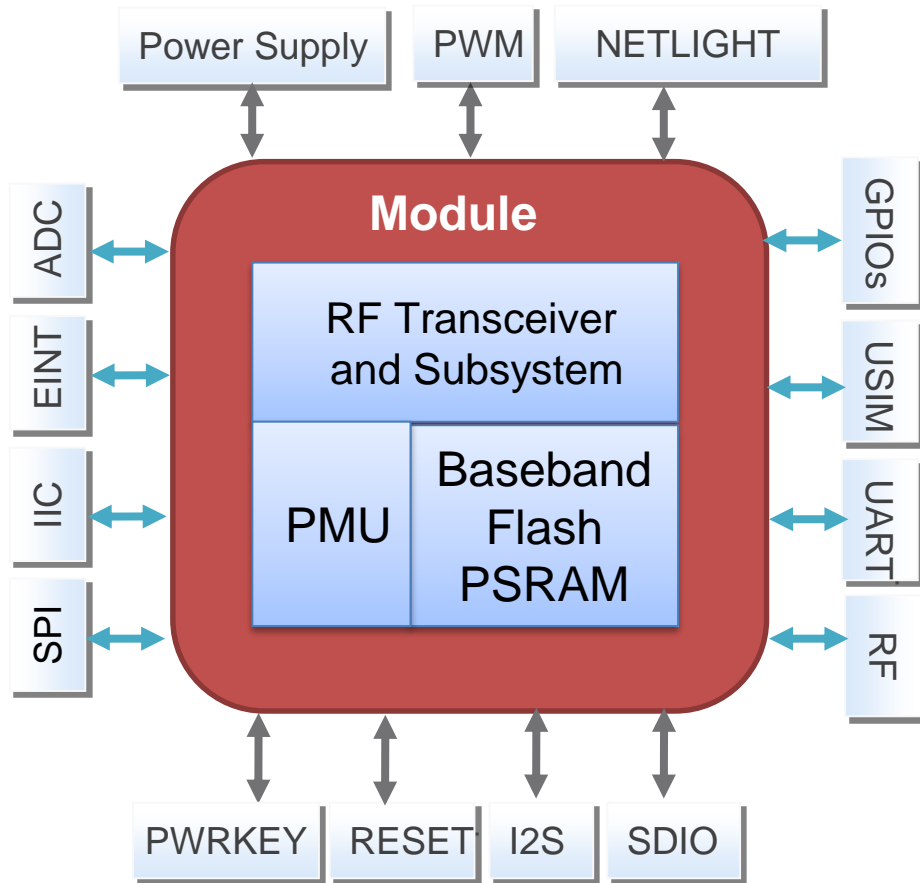 Power Supply
PWM
NETLIGHT
ADC
EINT
IIC
SPI
Module
RF Transceiver
and Subsystem
PMU
Baseband
Flash
PSRAM
GPIOs
USIM
UART
RF
PWRKEY
RESET
I2S
SDIO